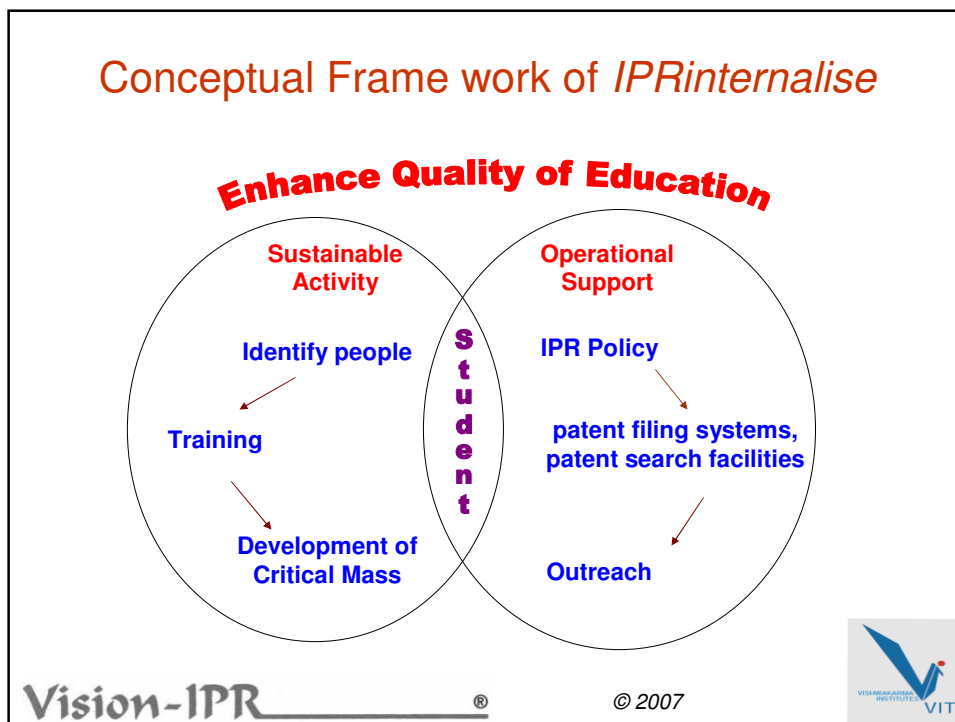 Conceptual Frame work of IPRinternalise
Enhance Quality of Education
Sustainable
Activity
Identify people
Training
Development of
Critical Mass
Student
Operational
Support
IPR Policy
patent filing systems,
patent search facilities
Outreach
Vision-IPR ®
© 2007
VISHWAKARMA
INSTITUTES
VIT